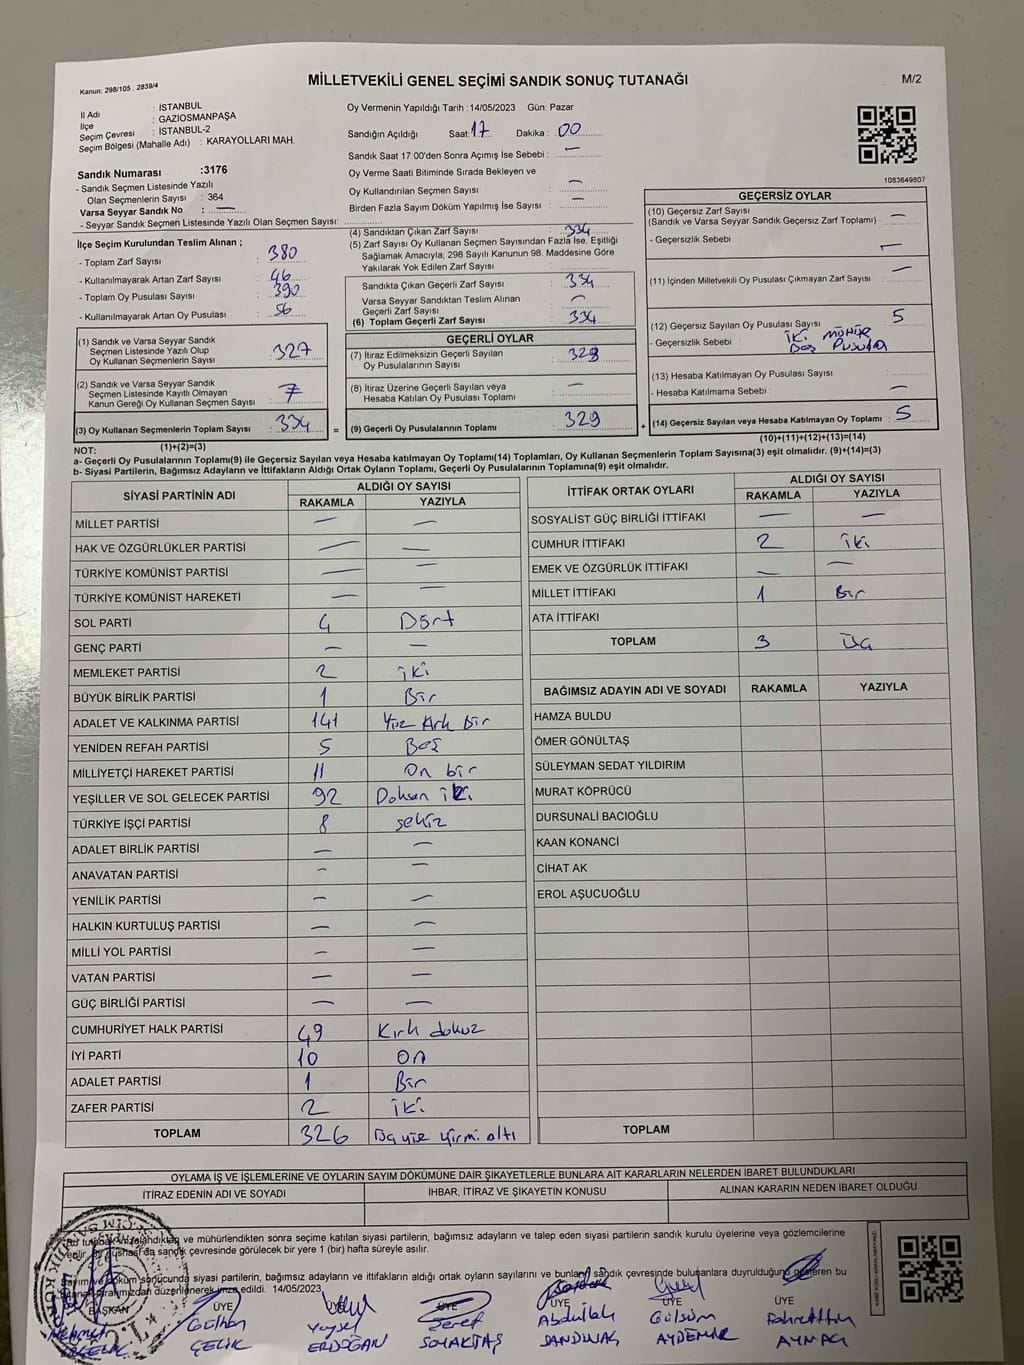 Kanun: 298/105 , 2839/4
MİLLETVEKİLİ GENEL SEÇİMİ SANDIK SONUÇ TUTANAĞI
M/2
İl Adı : İSTANBUL
İlçe : GAZİOSMANPAŞA
Seçim Çevresi : İSTANBUL-2
Seçim Bölgesi (Mahalle Adı) : KARAYOLLARI MAH.
Oy Vermenin Yapıldığı Tarih :14/05/2023 Gün: Pazar
Sandığın Açıldığı Saat: 17 Dakika : 00
Sandık Saat 17:00'den Sonra Açımış İse Sebebi : —
Oy Verme Saati Bitiminde Sırada Bekleyen ve
Oy Kullandırılan Seçmen Sayısı : —
Birden Fazla Sayım Döküm Yapılmış İse Sayısı : —
1083649807
Sandık Numarası :3176
- Sandık Seçmen Listesinde Yazılı
Olan Seçmenlerin Sayısı : 364
Varsa Seyyar Sandık No : —
- Seyyar Sandık Seçmen Listesinde Yazılı Olan Seçmen Sayısı:
İlçe Seçim Kurulundan Teslim Alınan ;
- Toplam Zarf Sayısı : 380
- Kullanılmayarak Artan Zarf Sayısı : 46
- Toplam Oy Pusulası Sayısı : 390
- Kullanılmayarak Artan Oy Pusulası : 56
(1) Sandık ve Varsa Seyyar Sandık
Seçmen Listesinde Yazılı Olup
Oy Kullanan Seçmenlerin Sayısı : 327
(2) Sandık ve Varsa Seyyar Sandık
Seçmen Listesinde Kayıtlı Olmayan
Kanun Gereği Oy Kullanan Seçmen Sayısı : 7
(3) Oy Kullanan Seçmenlerin Toplam Sayısı : 334
(1)+(2)=(3)
(4) Sandıktan Çıkan Zarf Sayısı : 334
(5) Zarf Sayısı Oy Kullanan Seçmen Sayısından Fazla İse, Eşitliği
Sağlamak Amacıyla; 298 Sayılı Kanunun 98. Maddesine Göre
Yakılarak Yok Edilen Zarf Sayısı :
Sandıkta Çıkan Geçerli Zarf Sayısı : 334
Varsa Seyyar Sandıktan Teslim Alınan
Geçerli Zarf Sayısı : —
(6) Toplam Geçerli Zarf Sayısı : 334
GEÇERLİ OYLAR
(7) İtiraz Edilmeksizin Geçerli Sayılan
Oy Pusulalarının Sayısı : 329
(8) İtiraz Üzerine Geçerli Sayılan veya
Hesaba Katılan Oy Pusulası Toplamı : —
= (9) Geçerli Oy Pusulalarının Toplamı : 329
GEÇERSİZ OYLAR
(10) Geçersiz Zarf Sayısı
(Sandık ve Varsa Seyyar Sandık Geçersiz Zarf Toplamı) : —
- Geçersizlik Sebebi : —
(11) İçinden Milletvekili Oy Pusulası Çıkmayan Zarf Sayısı : —
(12) Geçersiz Sayılan Oy Pusulası Sayısı : 5
- Geçersizlik Sebebi : İki mühür
Boş Pusula
(13) Hesaba Katılmayan Oy Pusulası Sayısı :
- Hesaba Katılmama Sebebi : —
+ (14) Geçersiz Sayılan veya Hesaba Katılmayan Oy Toplamı : 5
(10)+(11)+(12)+(13)=(14)
NOT:
a- Geçerli Oy Pusulalarının Toplamı(9) ile Geçersiz Sayılan veya Hesaba katılmayan Oy Toplamı(14) Toplamları, Oy Kullanan Seçmenlerin Toplam Sayısına(3) eşit olmalıdır. (9)+(14)=(3)
b- Siyasi Partilerin, Bağımsız Adayların ve İttifakların Aldığı Ortak Oyların Toplamı, Geçerli Oy Pusulalarının Toplamına(9) eşit olmalıdır.
SİYASİ PARTİNİN ADI ALDIĞI OY SAYISI
RAKAMLA YAZIYLA
MİLLET PARTİSİ — —
HAK VE ÖZGÜRLÜKLER PARTİSİ — —
TÜRKİYE KOMÜNİST PARTİSİ — —
TÜRKİYE KOMÜNİST HAREKETİ — —
SOL PARTİ 4 Dört
GENÇ PARTİ — —
MEMLEKET PARTİSİ 2 iki
BÜYÜK BİRLİK PARTİSİ 1 Bir
ADALET VE KALKINMA PARTİSİ 141 Yüz kırk bir
YENİDEN REFAH PARTİSİ 5 Beş
MİLLİYETÇİ HAREKET PARTİSİ 11 On bir
YEŞİLLER VE SOL GELECEK PARTİSİ 92 Doksan iki
TÜRKİYE İŞÇİ PARTİSİ 8 sekiz
ADALET BİRLİK PARTİSİ — —
ANAVATAN PARTİSİ — —
YENİLİK PARTİSİ — —
HALKIN KURTULUŞ PARTİSİ — —
MİLLİ YOL PARTİSİ — —
VATAN PARTİSİ — —
GÜÇ BİRLİĞİ PARTİSİ — —
CUMHURİYET HALK PARTİSİ 49 Kırk dokuz
İYİ PARTİ 10 On
ADALET PARTİSİ 1 Bir
ZAFER PARTİSİ 2 iki
TOPLAM 326 Üçyüz yirmi altı
İTTİFAK ORTAK OYLARI ALDIĞI OY SAYISI
RAKAMLA YAZIYLA
SOSYALİST GÜÇ BİRLİĞİ İTTİFAKI — —
CUMHUR İTTİFAKI 2 iki
EMEK VE ÖZGÜRLÜK İTTİFAKI — —
MİLLET İTTİFAKI 1 Bir
ATA İTTİFAKI
TOPLAM 3 Üç
BAĞIMSIZ ADAYIN ADI VE SOYADI RAKAMLA YAZIYLA
HAMZA BULDU
ÖMER GÖNÜLTAŞ
SÜLEYMAN SEDAT YILDIRIM
MURAT KÖPRÜCÜ
DURSUNALİ BACIOĞLU
KAAN KONANCİ
CİHAT AK
EROL AŞUCUOĞLU
TOPLAM
OYLAMA İŞ VE İŞLEMLERİNE VE OYLARIN SAYIM DÖKÜMÜNE DAİR ŞİKAYETLERLE BUNLARA AİT KARARLARIN NELERDEN İBARET BULUNDUKLARI
İTİRAZ EDENİN ADI VE SOYADI İHBAR, İTİRAZ VE ŞİKAYETİN KONUSU ALINAN KARARIN NEDEN İBARET OLDUĞU
Bu tutanak imzalandıktan ve mühürlendikten sonra seçime katılan siyasi partilerin, bağımsız adayların ve talep eden siyasi partilerin sandık kurulu üyelerine veya gözlemcilerine
sandık çevresinde görülecek bir yere 1 (bir) hafta süreyle asılır.
Sayım ve döküm sonucunda siyasi partilerin, bağımsız adayların ve ittifakların aldığı ortak oyların sayılarını ve bunların sandık çevresinde bulunanlara duyrulduğunu gösteren bu
tarafımızdan düzenlenerek imza edildi. 14/05/2023
BAŞKAN ÜYE ÜYE ÜYE ÜYE ÜYE ÜYE
Mehmet Gülhan Yüksel Şeref Abdullah Gülsüm Fahrettin
ÇELİK ERDOĞAN AYDEMİR